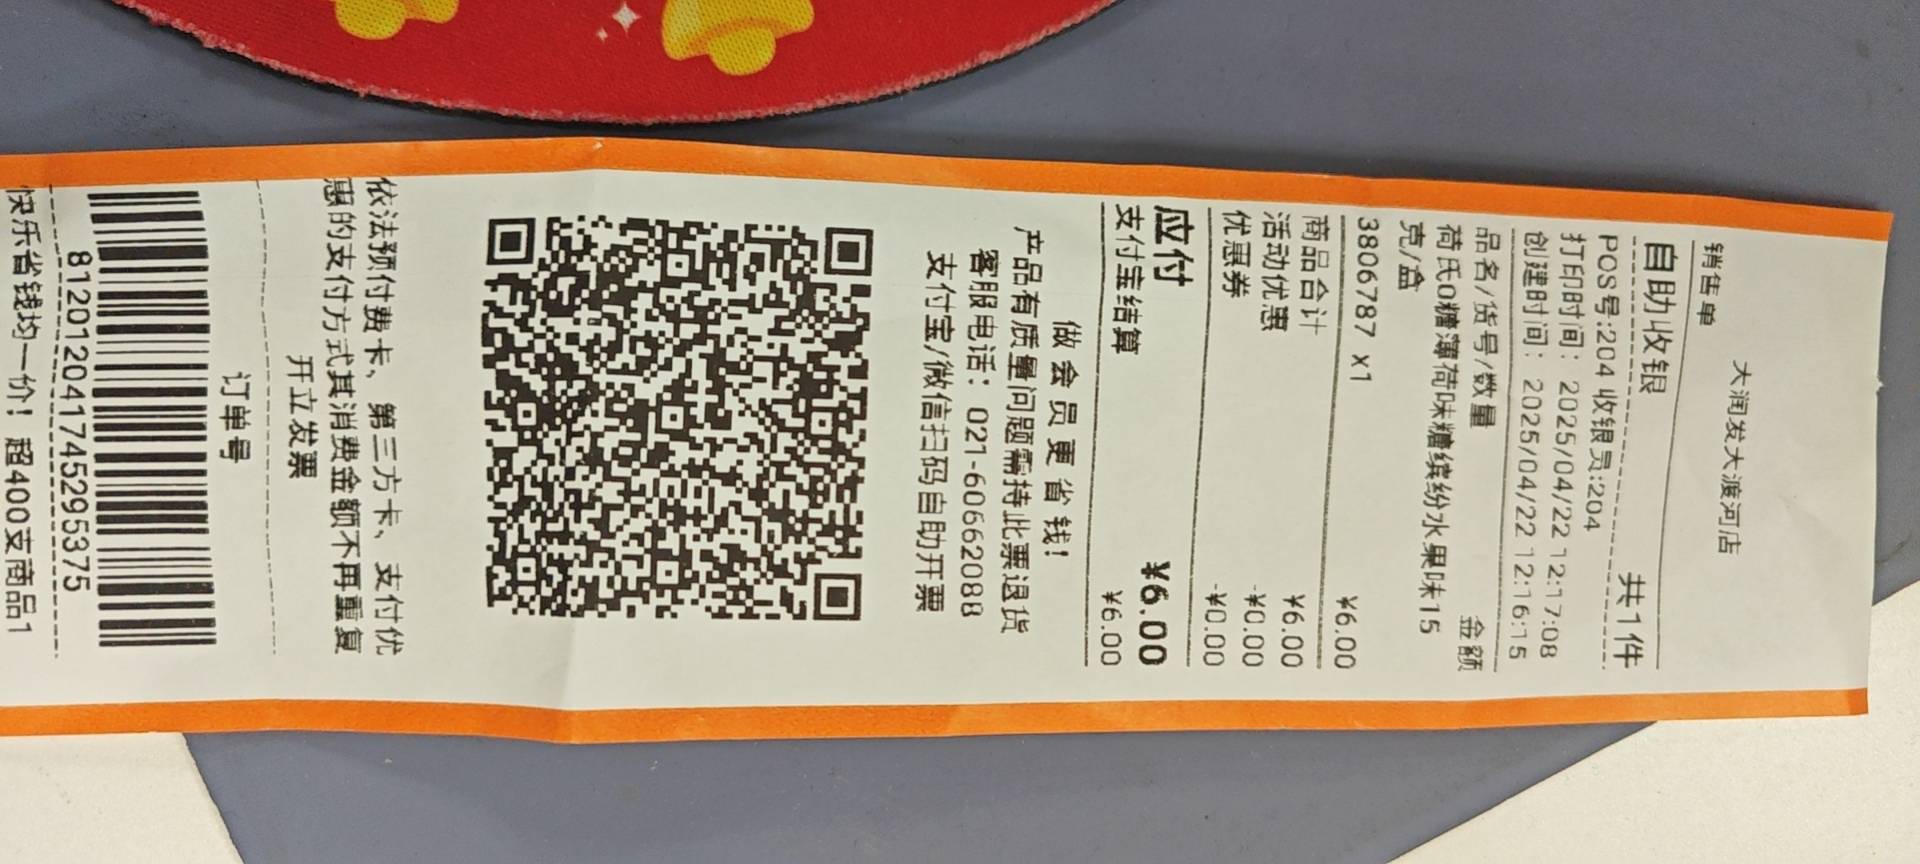 大润发大渡河店
销售单
自助收银 共1件
POS号:204 收银员:204
打印时间：2025/04/22 12:17:08
创建时间：2025/04/22 12:16:15
品名/货号/数量 金额
荷氏0糖薄荷味糖缤纷水果味15
克/盒
3806787 x1 ¥6.00
商品合计 ¥6.00
活动优惠 -¥0.00
优惠券 -¥0.00
应付 ¥6.00
支付宝结算 ¥6.00
做会员更省钱!
产品有质量问题需持此票退货
客服电话：021-60662088
支付宝/微信扫码自助开票
依法预付费卡、第三方卡、支付优
惠的支付方式其消费金额不再重复
开立发票
订单号
812012041745295375
快乐省钱均一价！超400支商品1